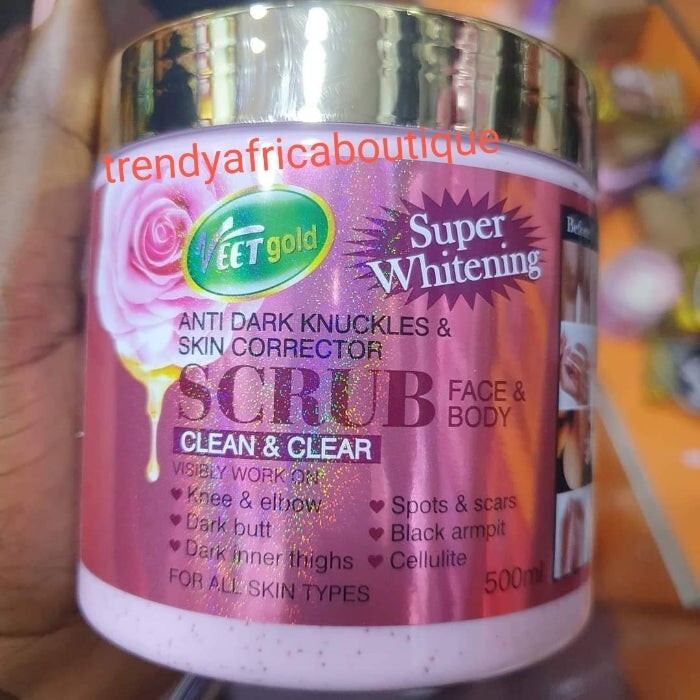 trendyafricaboutique
VEET gold
Super
Whitening
ANTI DARK KNUCKLES &
SKIN CORRECTOR
SCRUB
FACE &
BODY
CLEAN & CLEAR
VISIBLY WORK ON
Knee & elbow
Dark butt
Dark inner thighs
Spots & scars
Black armpit
Cellulite
FOR ALL SKIN TYPES
500ml